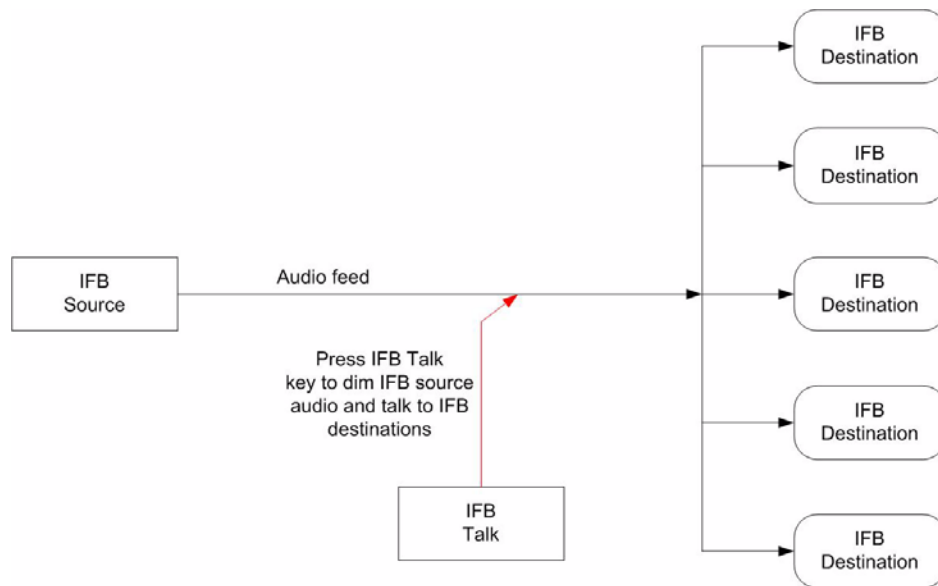 IFB
Destination
IFB
Destination
IFB
Source
Audio feed
IFB
Destination
Press IFB Talk
key to dim IFB source
audio and talk to IFB
destinations
IFB
Destination
IFB
Talk
IFB
Destination